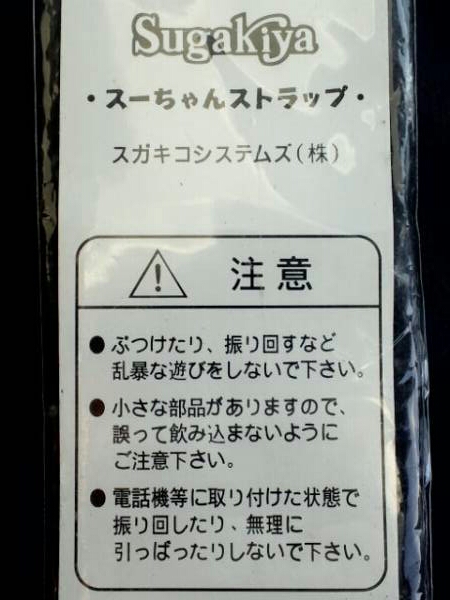 Sugakiya
・スーちゃんストラップ・
スガキコシステムズ(株)
注意
●ぶつけたり、振り回すなど
乱暴な遊びをしないで下さい。
●小さな部品がありますので、
誤って飲み込まないように
ご注意下さい。
●電話機等に取り付けた状態で
振り回したり、無理に
引っぱったりしないで下さい。